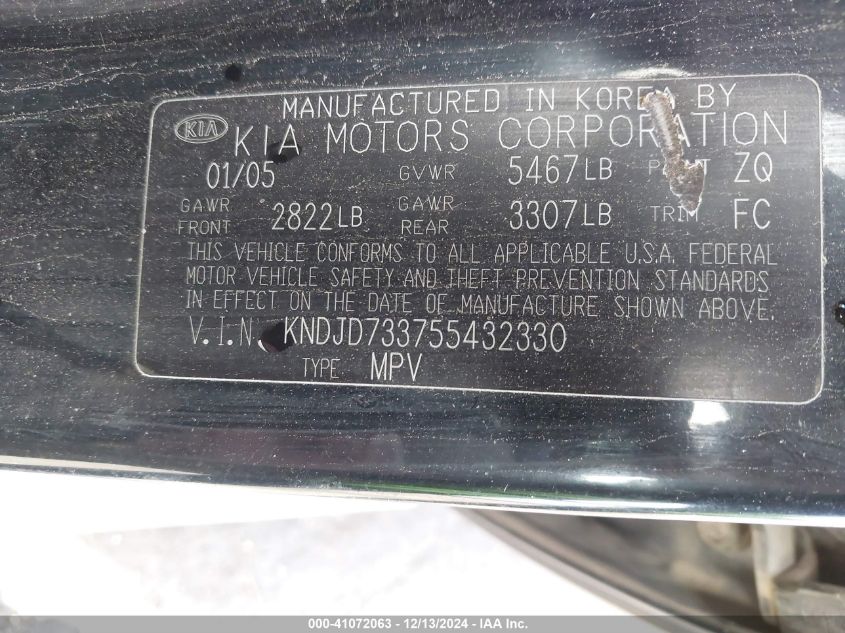 MANUFACTURED IN KOREA BY
KIA KIA MOTORS CORPORATION
01/05 GVWR 5467LB PAINT ZQ
GAWR FRONT 2822LB GAWR REAR 3307LB TRIM FC
THIS VEHICLE CONFORMS TO ALL APPLICABLE U.S.A. FEDERAL
MOTOR VEHICLE SAFETY AND THEFT PREVENTION STANDARDS
IN EFFECT ON THE DATE OF MANUFACTURE SHOWN ABOVE.
V.I.N. KNDJD733755432330
TYPE MPV
000-41072063 - 12/13/2024 - IAA Inc.